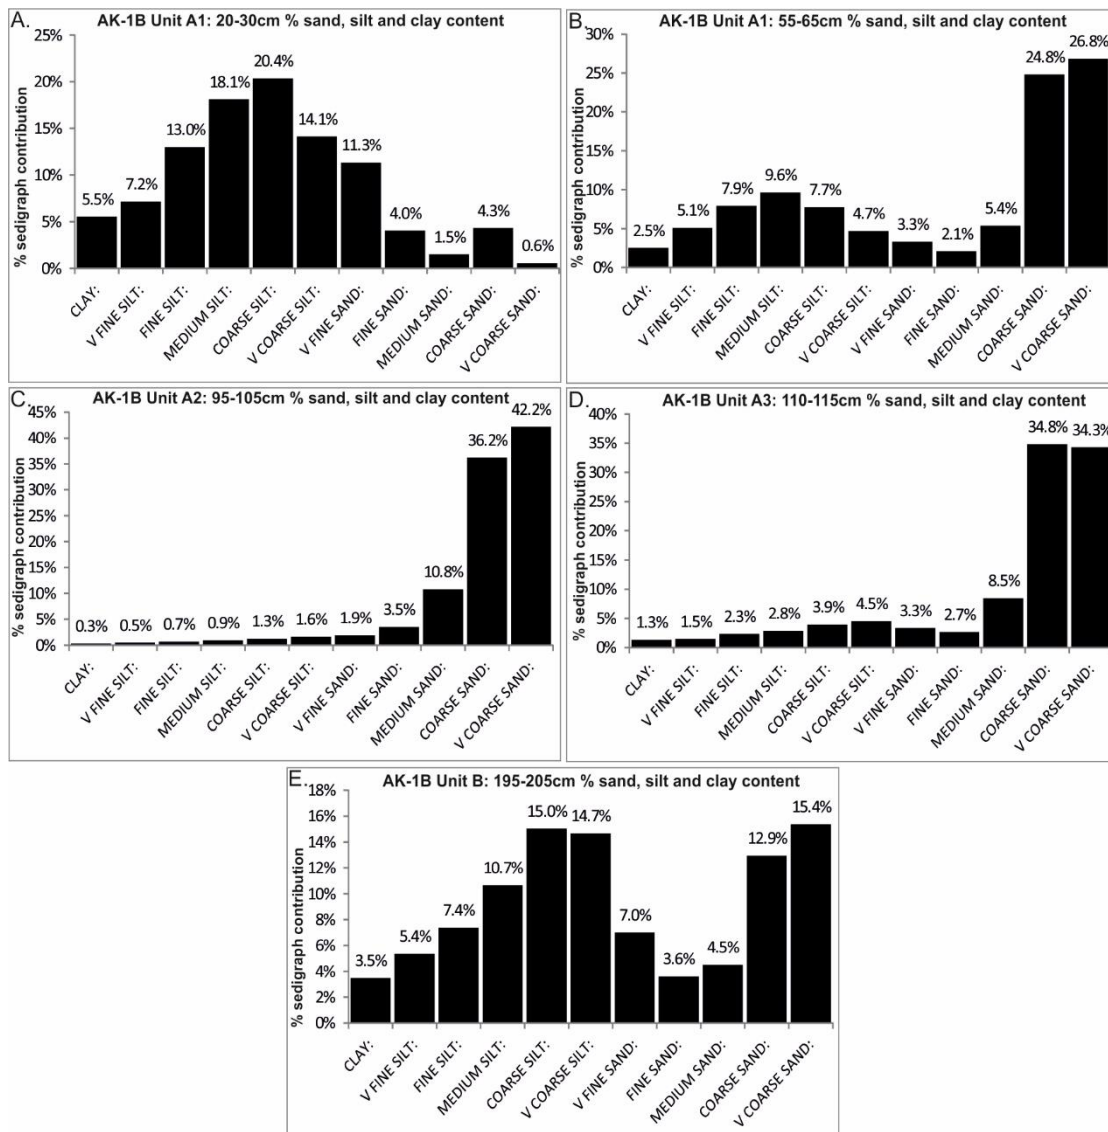 A. AK-1B Unit A1: 20-30cm % sand, silt and clay content
% sedigraph contribution
25%
20%
15%
10%
5%
0%
5.5%
7.2%
13.0%
18.1%
20.4%
14.1%
11.3%
4.0%
1.5%
4.3%
0.6%
CLAY:
V FINE SILT:
FINE SILT:
MEDIUM SILT:
COARSE SILT:
V COARSE SILT:
V FINE SAND:
FINE SAND:
MEDIUM SAND:
COARSE SAND:
V COARSE SAND:
B. AK-1B Unit A1: 55-65cm % sand, silt and clay content
% sedigraph contribution
30%
25%
20%
15%
10%
5%
0%
2.5%
5.1%
7.9%
9.6%
7.7%
4.7%
3.3%
2.1%
5.4%
24.8%
26.8%
CLAY:
V FINE SILT:
FINE SILT:
MEDIUM SILT:
COARSE SILT:
V COARSE SILT:
V FINE SAND:
FINE SAND:
MEDIUM SAND:
COARSE SAND:
V COARSE SAND:
C. AK-1B Unit A2: 95-105cm % sand, silt and clay content
% sedigraph contribution
45%
40%
35%
30%
25%
20%
15%
10%
5%
0%
0.3%
0.5%
0.7%
0.9%
1.3%
1.6%
1.9%
3.5%
10.8%
36.2%
42.2%
CLAY:
V FINE SILT:
FINE SILT:
MEDIUM SILT:
COARSE SILT:
V COARSE SILT:
V FINE SAND:
FINE SAND:
MEDIUM SAND:
COARSE SAND:
V COARSE SAND:
D. AK-1B Unit A3: 110-115cm % sand, silt and clay content
% sedigraph contribution
40%
35%
30%
25%
20%
15%
10%
5%
0%
1.3%
1.5%
2.3%
2.8%
3.9%
4.5%
3.3%
2.7%
8.5%
34.8%
34.3%
CLAY:
V FINE SILT:
FINE SILT:
MEDIUM SILT:
COARSE SILT:
V COARSE SILT:
V FINE SAND:
FINE SAND:
MEDIUM SAND:
COARSE SAND:
V COARSE SAND:
E. AK-1B Unit B: 195-205cm % sand, silt and clay content
% sedigraph contribution
18%
16%
14%
12%
10%
8%
6%
4%
2%
0%
3.5%
5.4%
7.4%
10.7%
15.0%
14.7%
7.0%
3.6%
4.5%
12.9%
15.4%
CLAY:
V FINE SILT:
FINE SILT:
MEDIUM SILT:
COARSE SILT:
V COARSE SILT:
V FINE SAND:
FINE SAND:
MEDIUM SAND:
COARSE SAND:
V COARSE SAND: